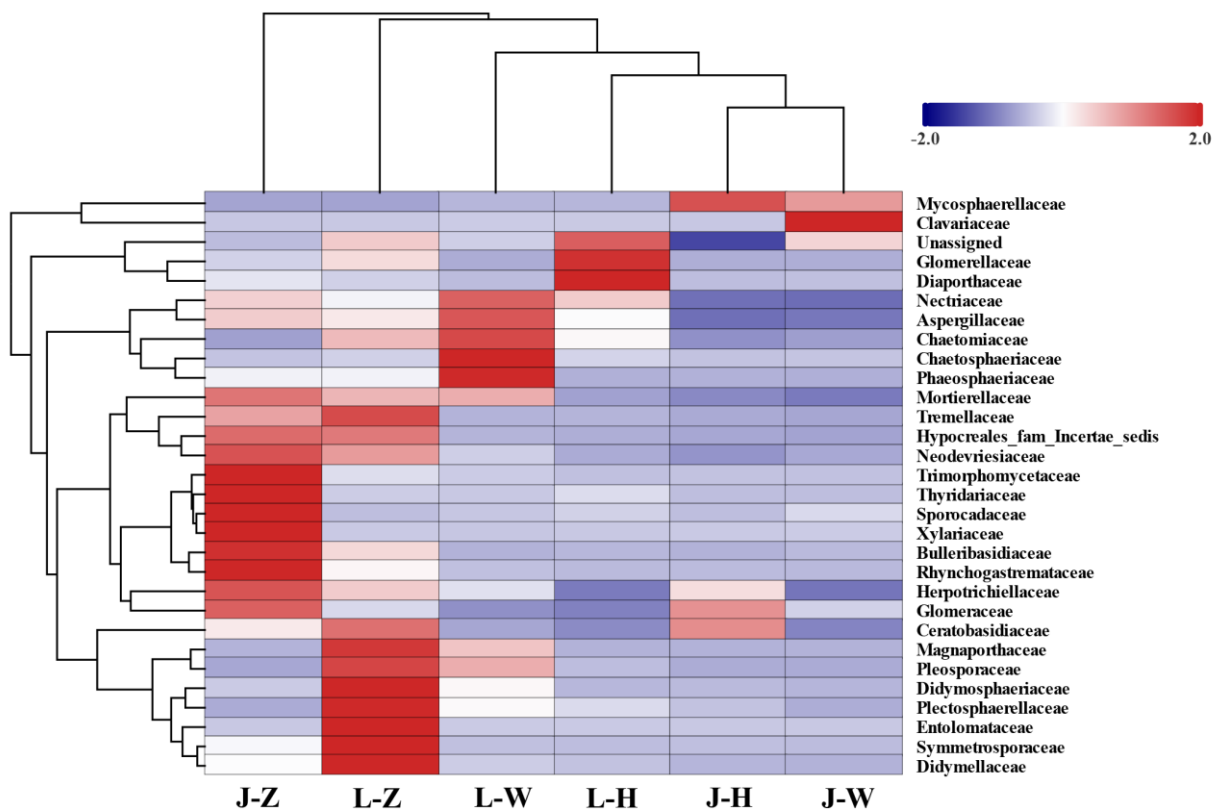 -2.0 2.0
Mycosphaerellaceae
Clavariaceae
Unassigned
Glomerellaceae
Diaporthaceae
Nectriaceae
Aspergillaceae
Chaetomiaceae
Chaetosphaeriaceae
Phaeosphaeriaceae
Mortierellaceae
Tremellaceae
Hypocreales_fam_Incertae_sedis
Neodevriesiaceae
Trimorphomycetaceae
Thyridariaceae
Sporocadaceae
Xylariaceae
Bulleribasidiaceae
Rhynchogastremataceae
Herpotrichiellaceae
Glomeraceae
Ceratobasidiaceae
Magnaporthaceae
Pleosporaceae
Didymosphaeriaceae
Plectosphaerellaceae
Entolomataceae
Symmetrosporaceae
Didymellaceae
J-Z L-Z L-W L-H J-H J-W